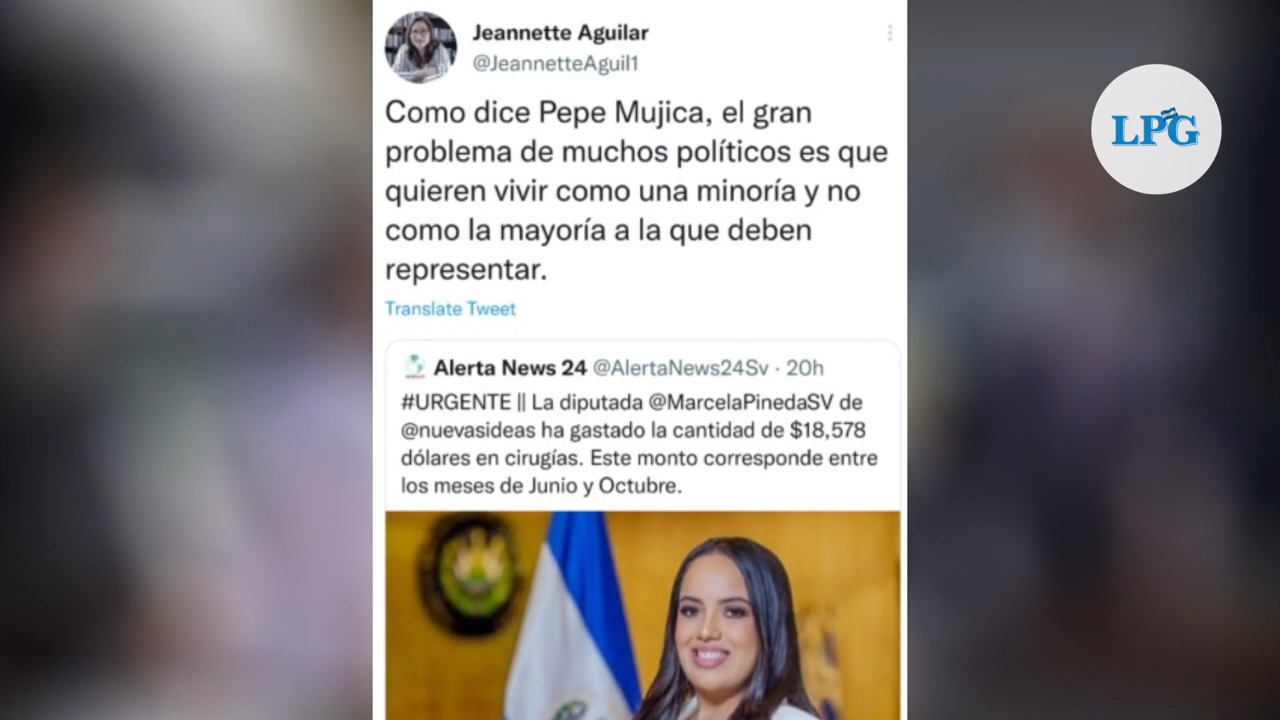 Jeannette Aguilar
@JeannetteAguil1
Como dice Pepe Mujica, el gran
problema de muchos políticos es que
quieren vivir como una minoría y no
como la mayoría a la que deben
representar.
Translate Tweet
Alerta News 24 @AlertaNews24Sv · 20h
#URGENTE || La diputada @MarcelaPinedaSV de
@nuevasideas ha gastado la cantidad de $18,578
dólares en cirugías. Este monto corresponde entre
los meses de Junio y Octubre.
LPG